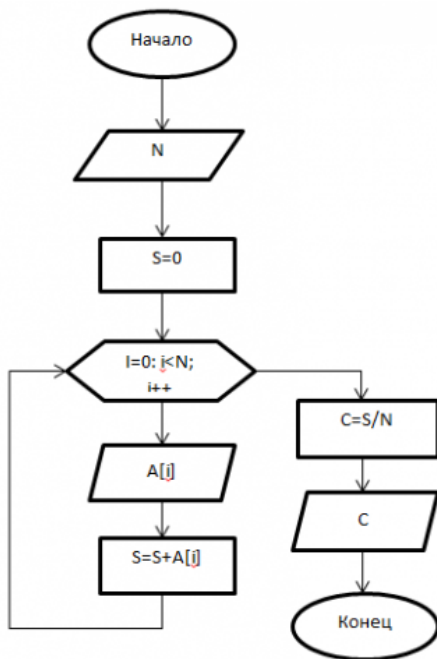 Начало
N
S=0
I=0: i<N;
i++
A[i]
S=S+A[i]
C=S/N
C
Конец